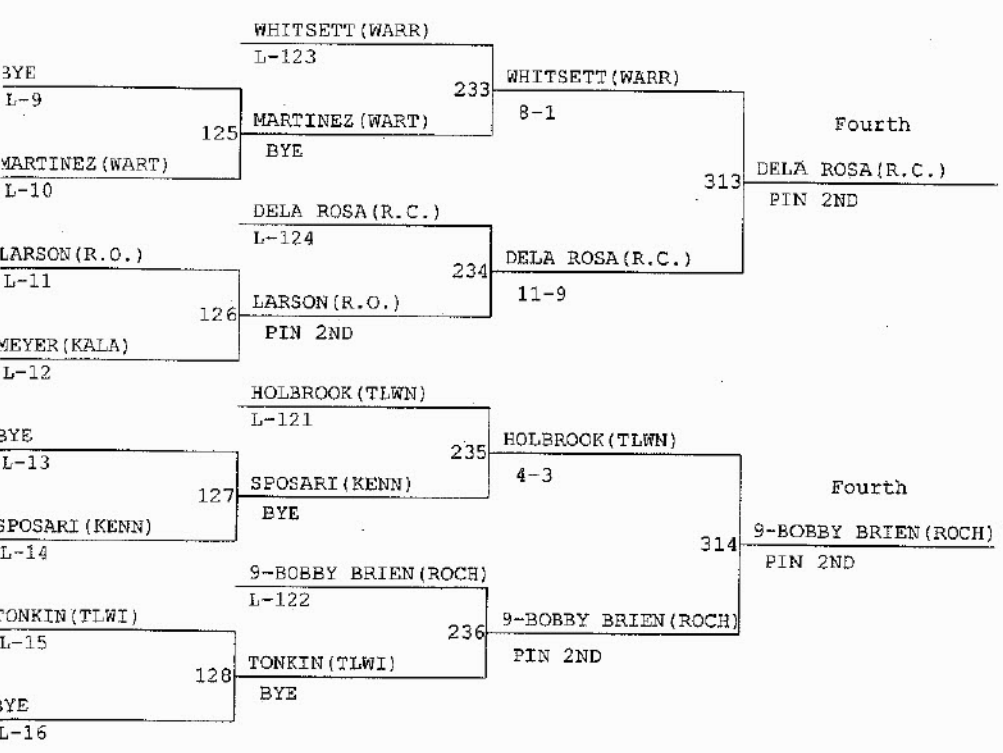 WHITSETT(WARR)
L-123
BYE
L-9
233
WHITSETT(WARR)
8-1
125
MARTINEZ(WART)
BYE
MARTINEZ(WART)
L-10
Fourth
313
DELA ROSA(R.C.)
PIN 2ND
DELA ROSA(R.C.)
L-124
LARSON(R.O.)
L-11
234
DELA ROSA(R.C.)
11-9
126
LARSON(R.O.)
PIN 2ND
MEYER(KALA)
L-12
HOLBROOK(TLWN)
L-121
BYE
L-13
235
HOLBROOK(TLWN)
4-3
127
SPOSARI(KENN)
BYE
SPOSARI(KENN)
L-14
Fourth
314
9-BOBBY BRIEN(ROCH)
PIN 2ND
9-BOBBY BRIEN(ROCH)
L-122
TONKIN(TLWI)
L-15
236
9-BOBBY BRIEN(ROCH)
PIN 2ND
128
TONKIN(TLWI)
BYE
BYE
L-16